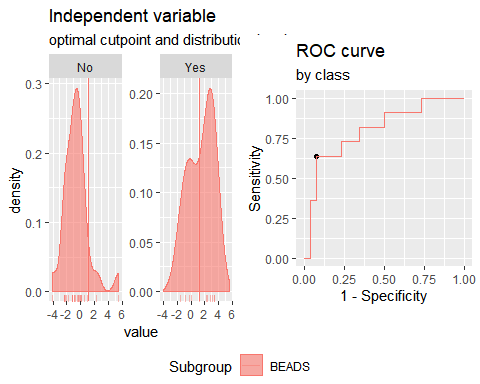 Independent variable
optimal cutpoint and distributio
No
Yes
0.3
0.2
0.1
0.0
density
0.20
0.15
0.10
0.05
0.00
-4 -2 0 2 4 6
-4 -2 0 2 4 6
value
ROC curve
by class
1.00
0.75
0.50
0.25
0.00
Sensitivity
0.00 0.25 0.50 0.75 1.00
1 - Specificity
Subgroup
BEADS